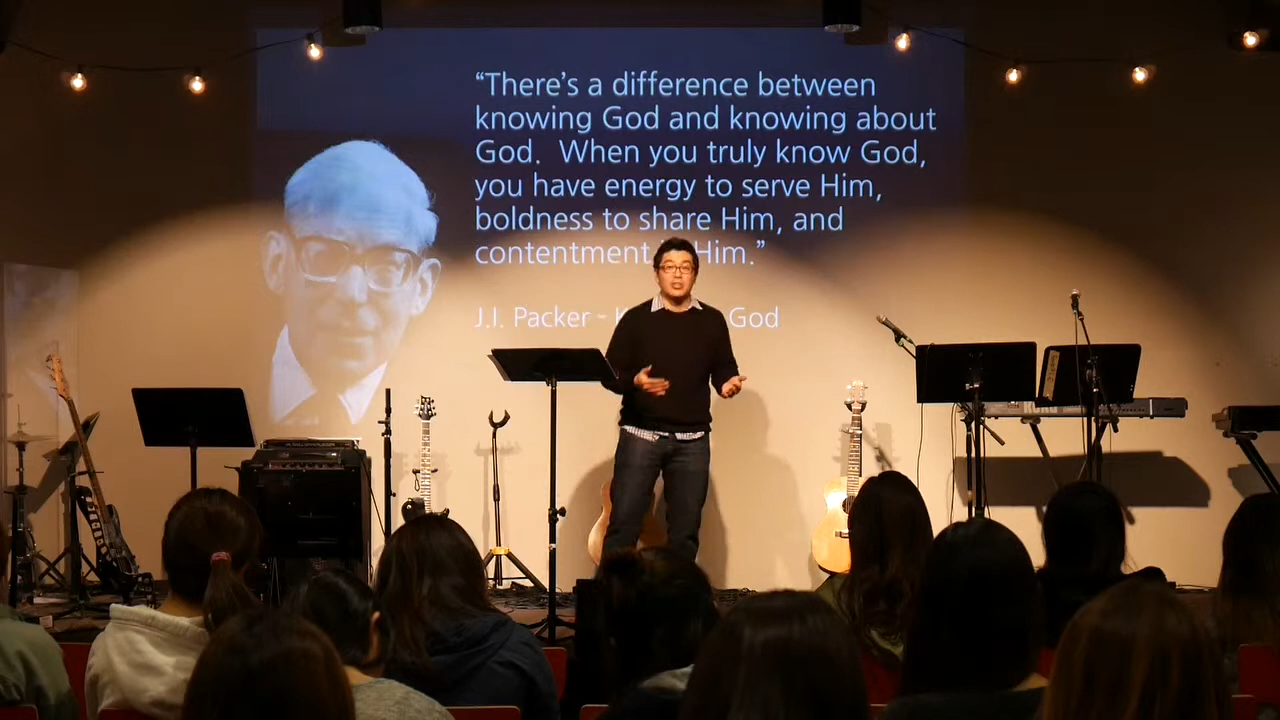 “There’s a difference between
knowing God and knowing about
God.  When you truly know God,
you have energy to serve Him,
boldness to share Him, and
contentment Him.”
J.I. Packer - God